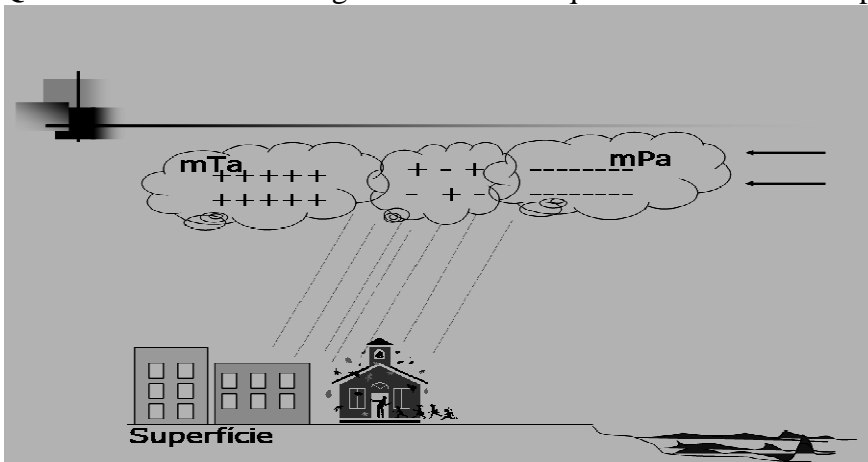 mTa
mPa
+ + + + +
+ - +
----------
+ + + + +
- + -
----------
Superfície